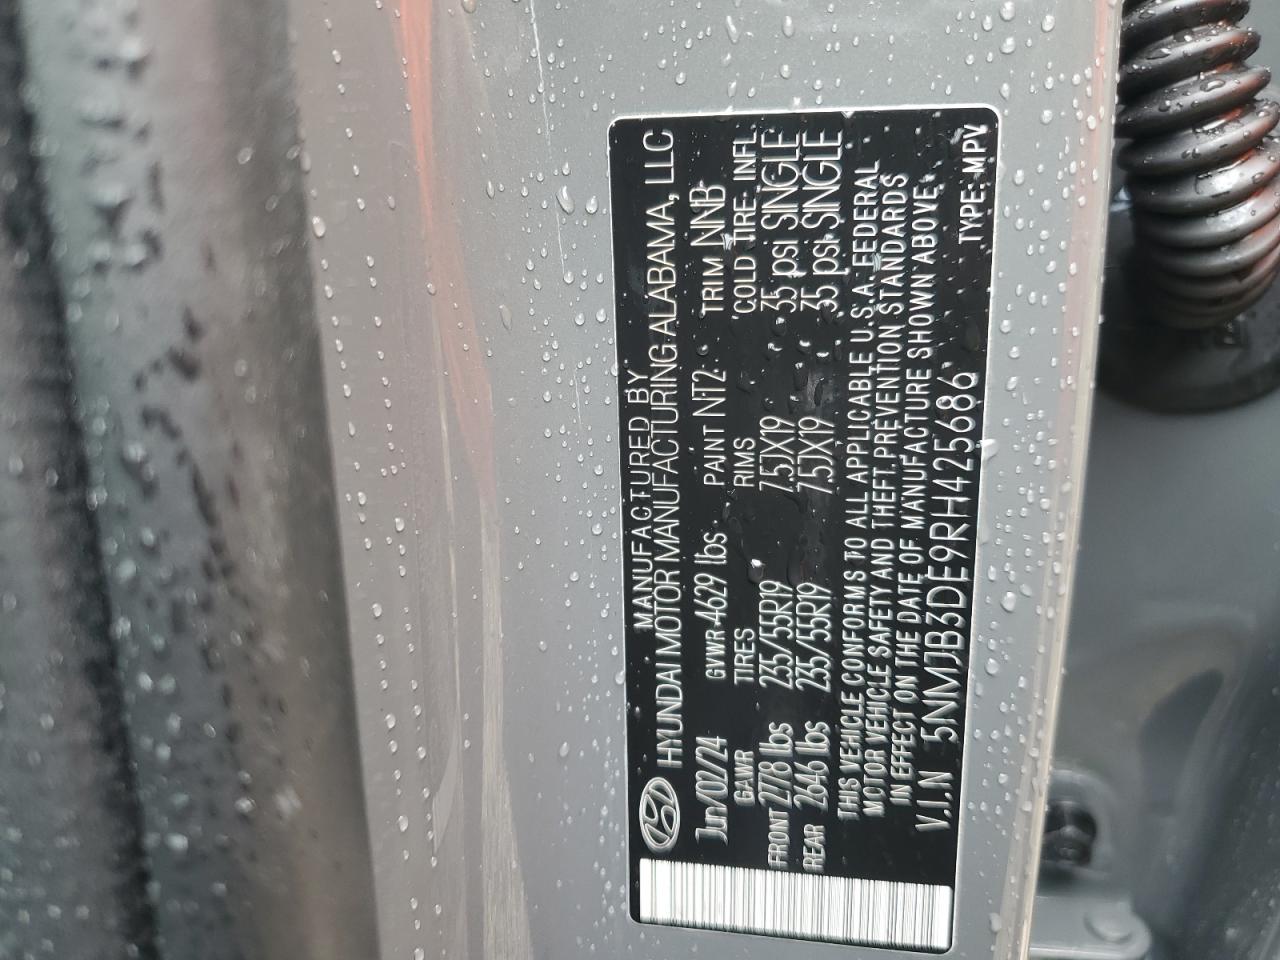 MANUFACTURED BY
HYUNDAI MOTOR MANUFACTURING ALABAMA, LLC
Jun/02/24 GVWR 4629 lbs PAINT NT2 TRIM NNB
GAWR TIRES RIMS COLD TIRE INFL
FRONT 2778 lbs 235/55R19 7.5JX19 35 psi SINGLE
REAR 2646 lbs 235/55R19 7.5JX19 35 psi SINGLE
THIS VEHICLE CONFORMS TO ALL APPLICABLE U.S.A. FEDERAL
MOTOR VEHICLE SAFETY AND THEFT PREVENTION STANDARDS
IN EFFECT ON THE DATE OF MANUFACTURE SHOWN ABOVE.
V.I.N 5NMJB3DE9RH425686 TYPE: MPV